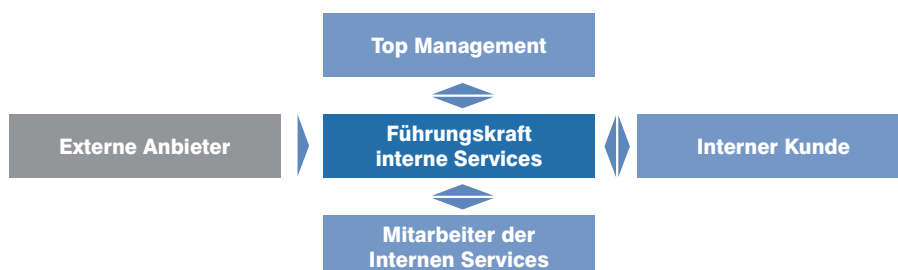 Top Management
Externe Anbieter
Führungskraft
interne Services
Interner Kunde
Mitarbeiter der
Internen Services